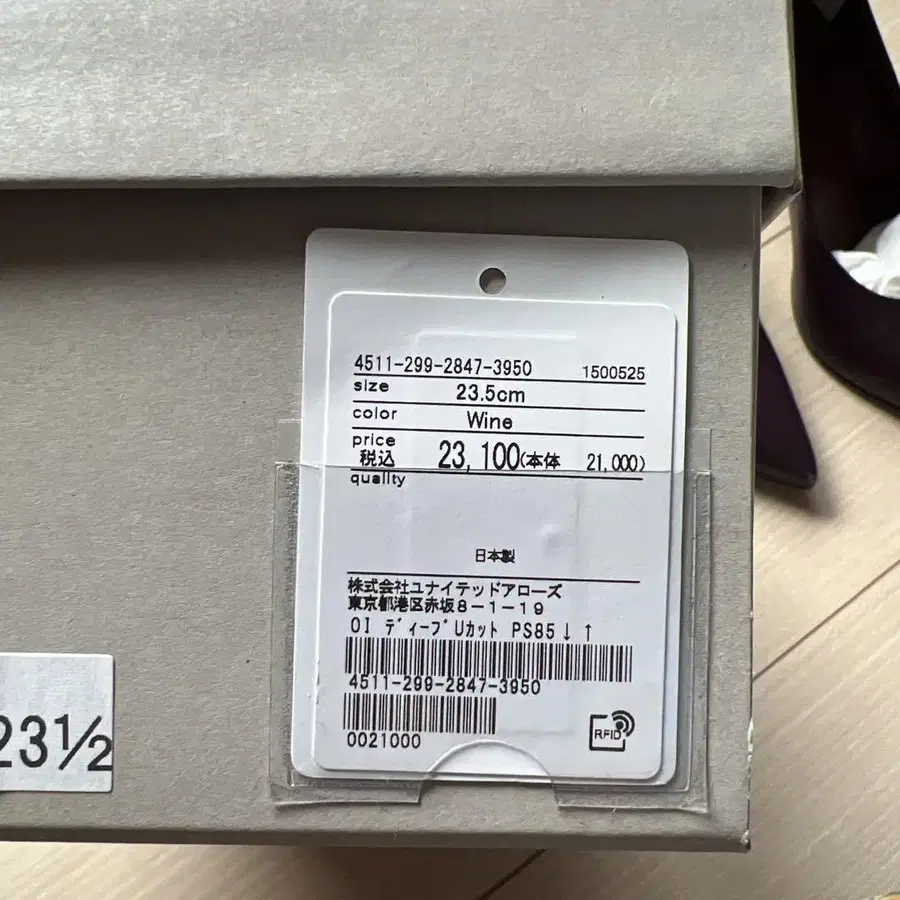 4511-299-2847-3950 1500525
size 23.5cm
color Wine
price
税込 23,100(本体 21,000)
quality
日本製
株式会社ユナイテッドアローズ
東京都港区赤坂8-1-19
OI ディープUカット PS85↓↑
4511-299-2847-3950
0021000
RFID
23½